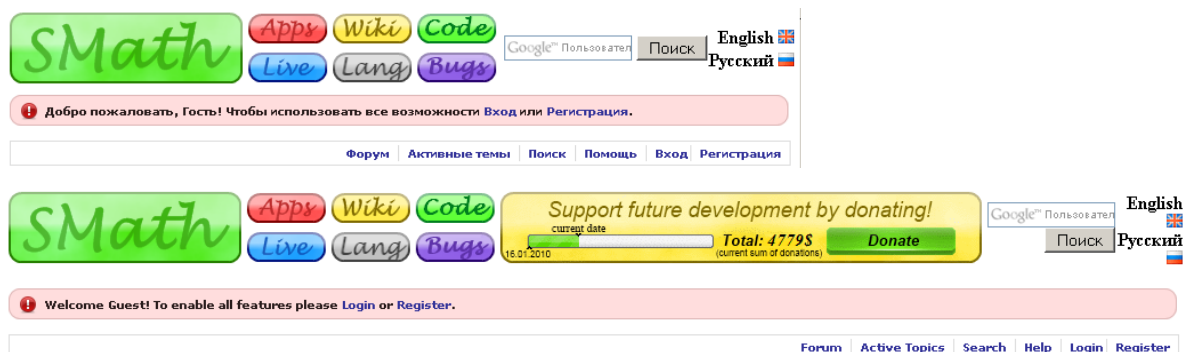 SMath Apps Wiki Code Google™ Пользовател Поиск English
Live Lang Bugs Русский
Добро пожаловать, Гость! Чтобы использовать все возможности Вход или Регистрация.
Форум Активные темы Поиск Помощь Вход Регистрация
SMath Apps Wiki Code Support future development by donating! Google™ Пользовател English
current date
Live Lang Bugs Total: 4779$ Donate Поиск Русский
16.01.2010 (current sum of donations)
Welcome Guest! To enable all features please Login or Register.
Forum Active Topics Search Help Login Register